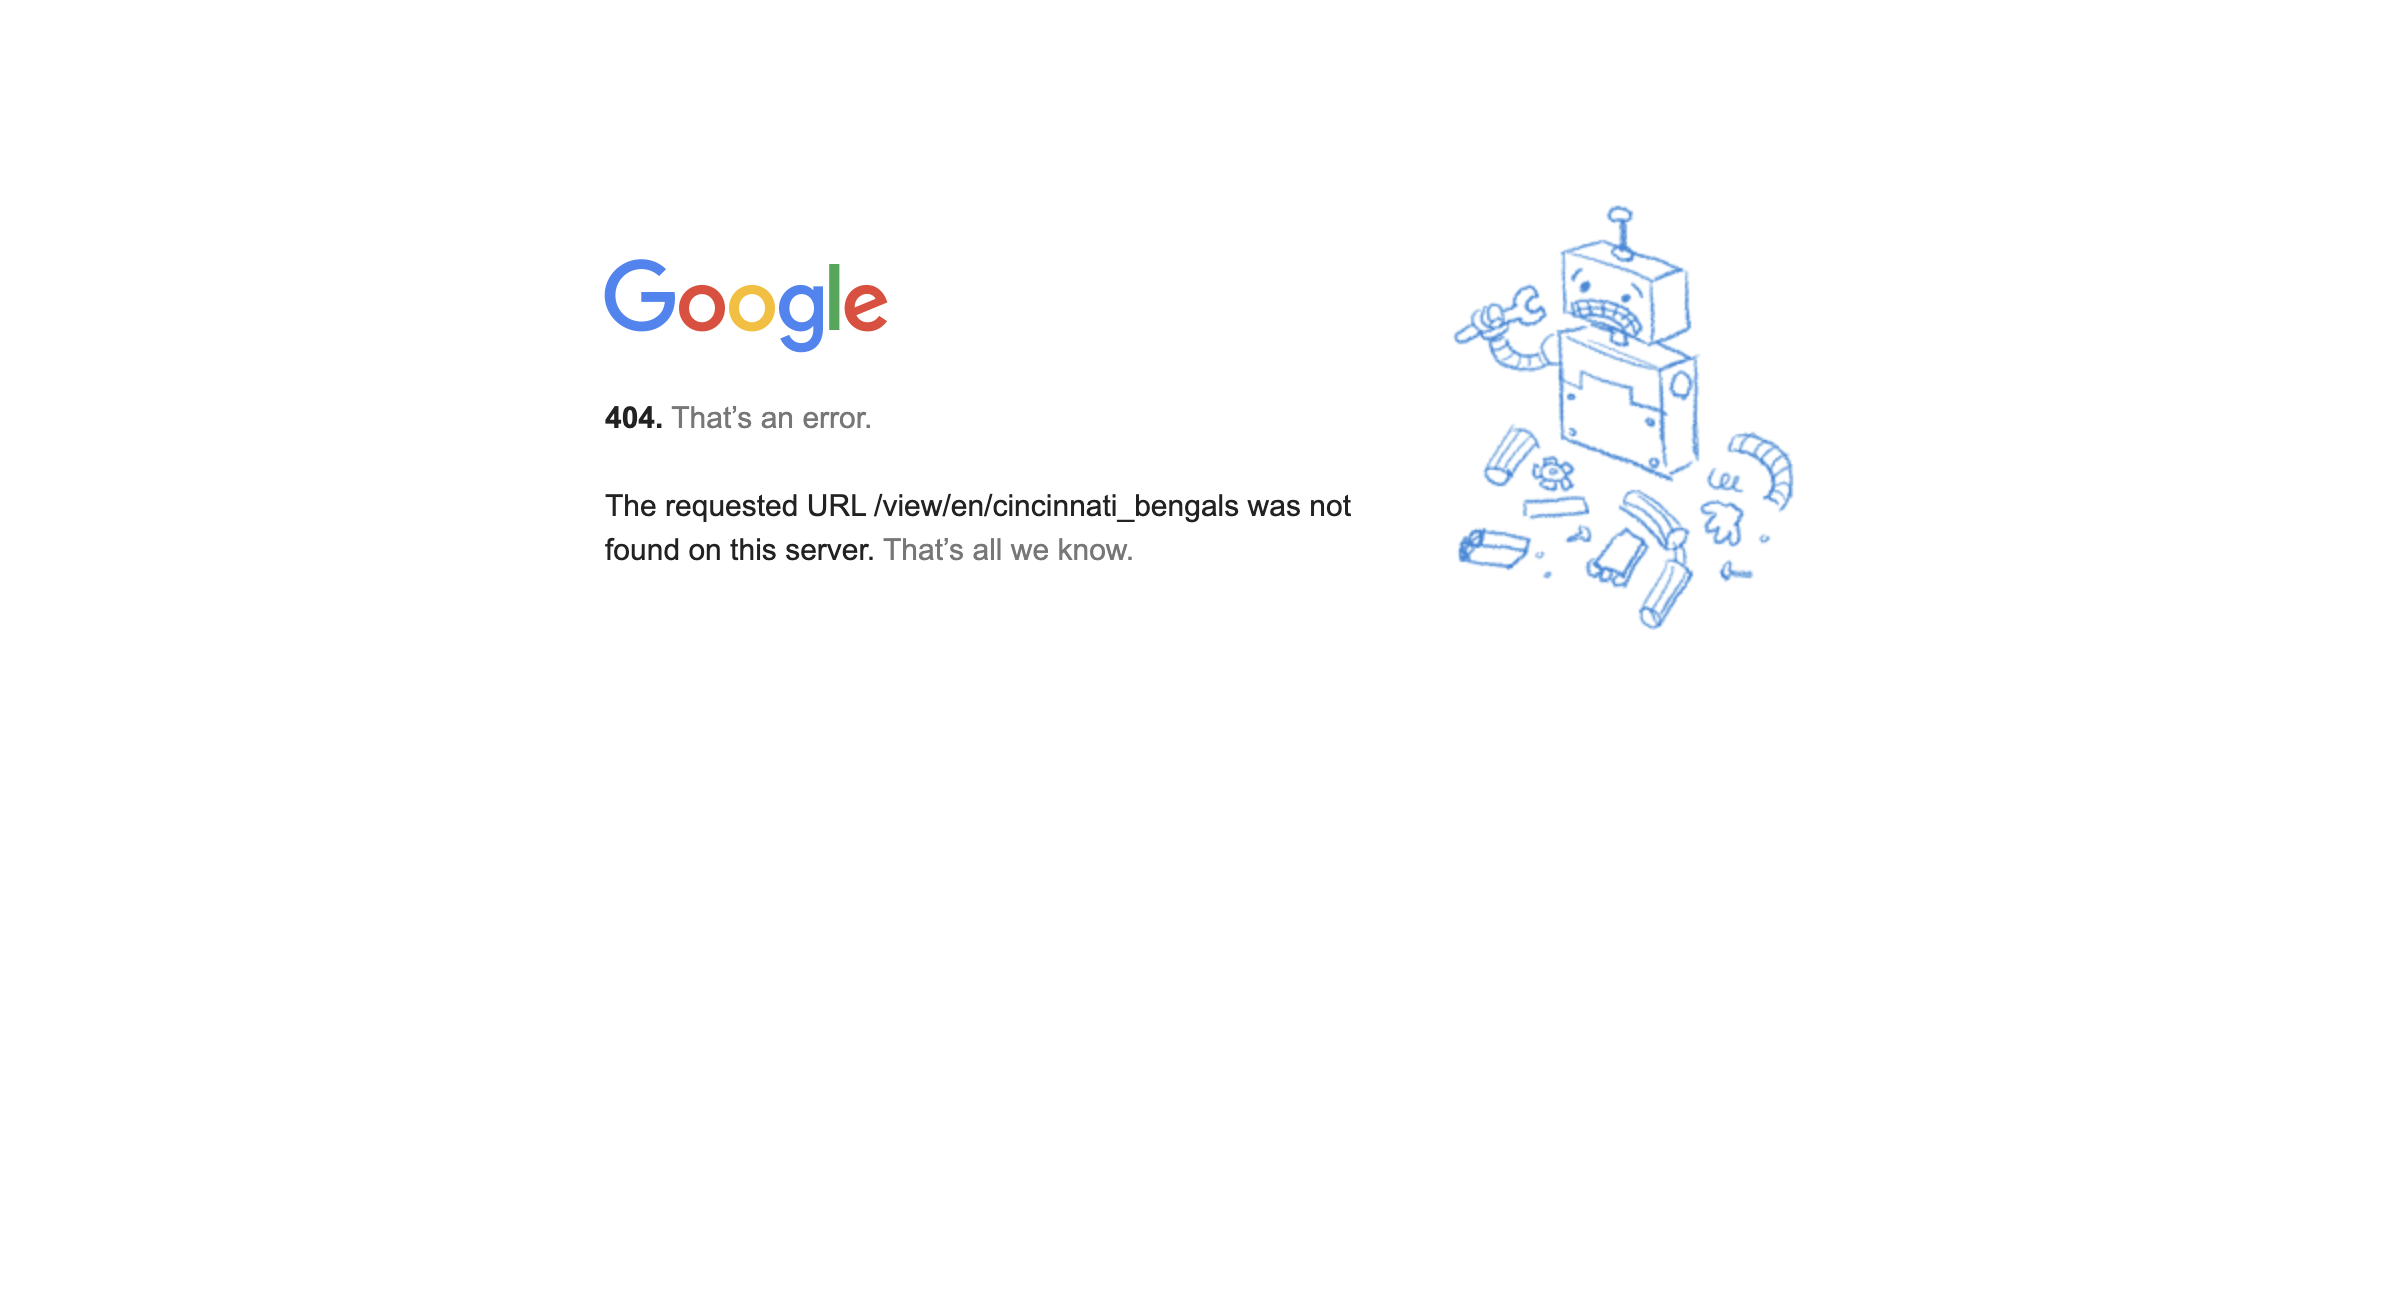 Google
404. That’s an error.
The requested URL /view/en/cincinnati_bengals was not
found on this server. That’s all we know.